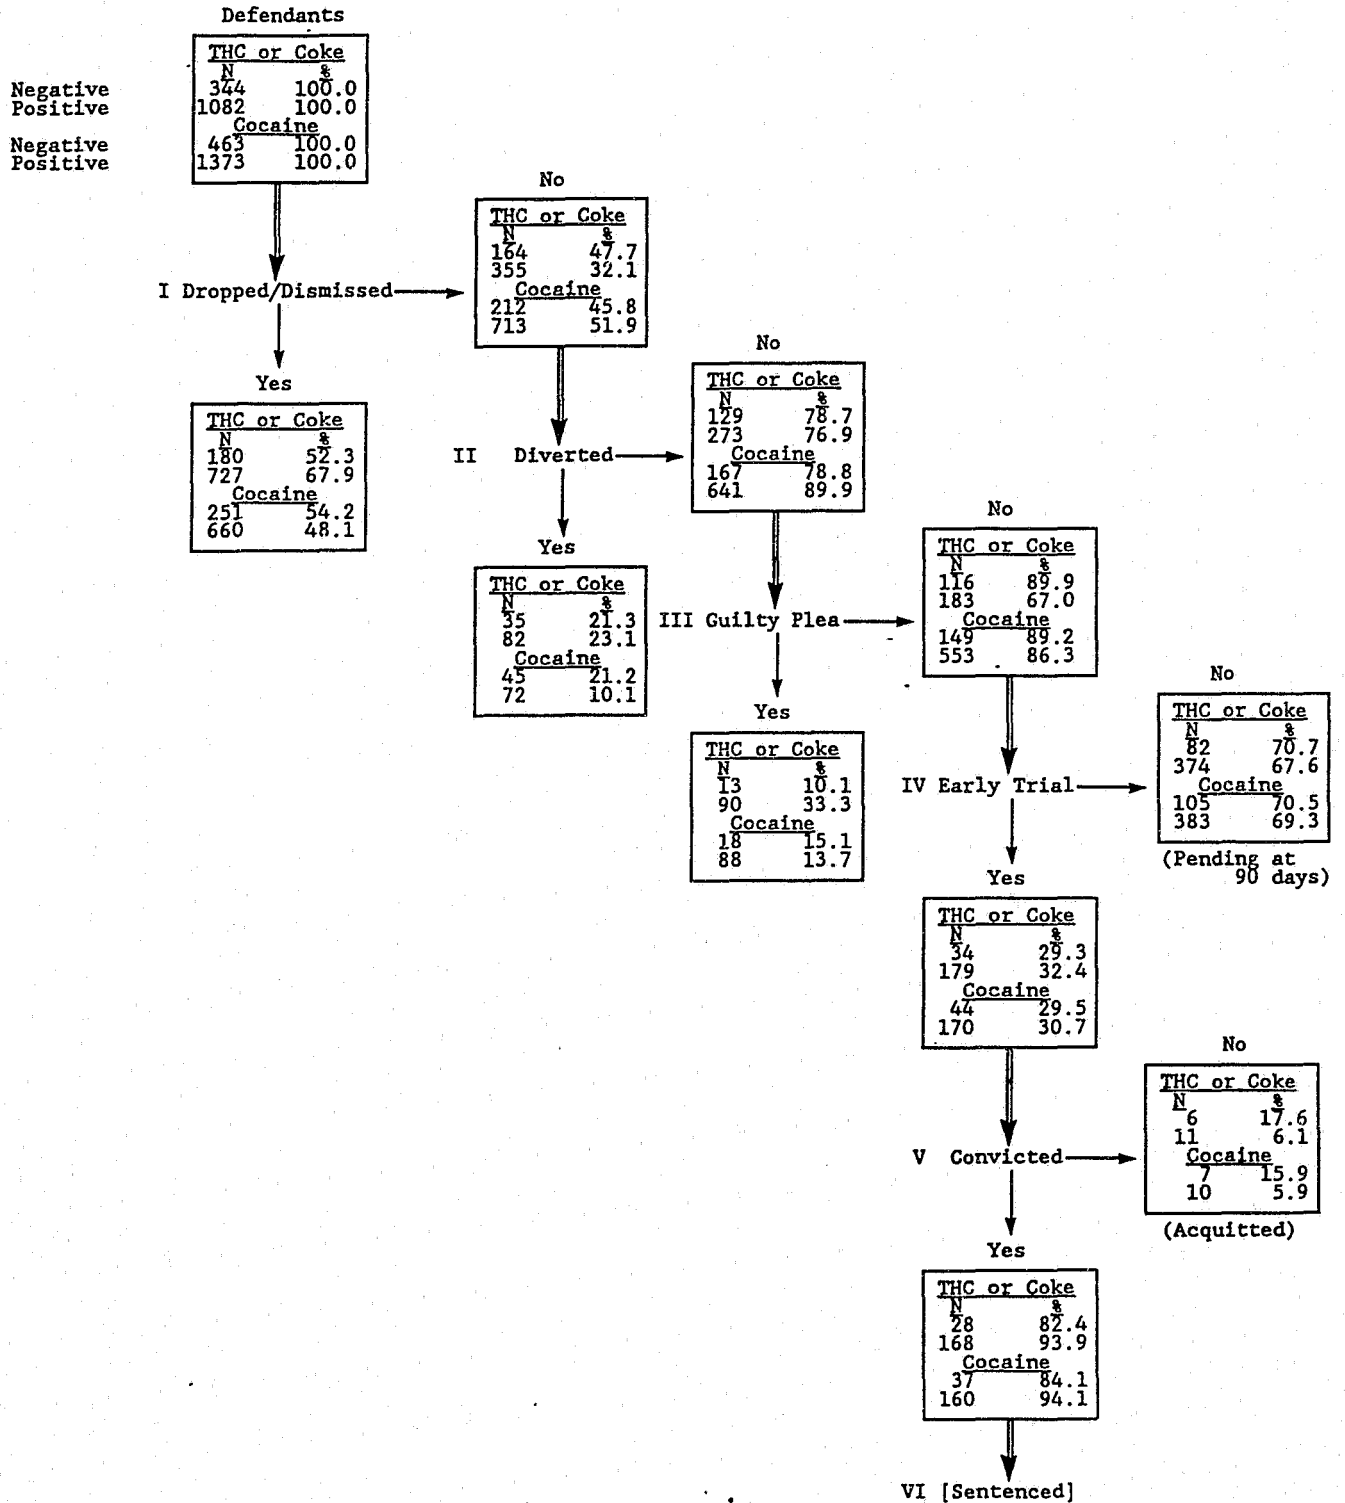 Defendants
THC or Coke
N %
Negative 344 100.0
Positive 1082 100.0
Cocaine
Negative 463 100.0
Positive 1373 100.0
No
THC or Coke
N %
164 47.7
355 32.1
Cocaine
212 45.8
713 51.9
I Dropped/Dismissed
Yes
THC or Coke
N %
180 52.3
727 67.9
Cocaine
251 54.2
660 48.1
No
THC or Coke
N %
129 78.7
273 76.9
Cocaine
167 78.8
641 89.9
II Diverted
Yes
THC or Coke
N %
35 21.3
82 23.1
Cocaine
45 21.2
72 10.1
No
THC or Coke
N %
116 89.9
183 67.0
Cocaine
149 89.2
553 86.3
III Guilty Plea
Yes
THC or Coke
N %
13 10.1
90 33.3
Cocaine
18 15.1
88 13.7
No
THC or Coke
N %
82 70.7
374 67.6
Cocaine
105 70.5
383 69.3
(Pending at
90 days)
IV Early Trial
Yes
THC or Coke
N %
34 29.3
179 32.4
Cocaine
44 29.5
170 30.7
No
THC or Coke
N %
6 17.6
11 6.1
Cocaine
7 15.9
10 5.9
(Acquitted)
V Convicted
Yes
THC or Coke
N %
28 82.4
168 93.9
Cocaine
37 84.1
160 94.1
VI [Sentenced]